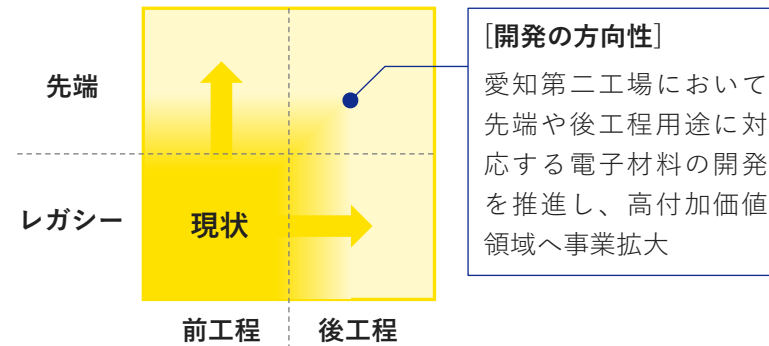 [開発の方向性]
愛知第二工場において
先端や後工程用途に対
応する電子材料の開発
を推進し、高付加価値
領域へ事業拡大
先端
レガシー
現状
前工程
後工程